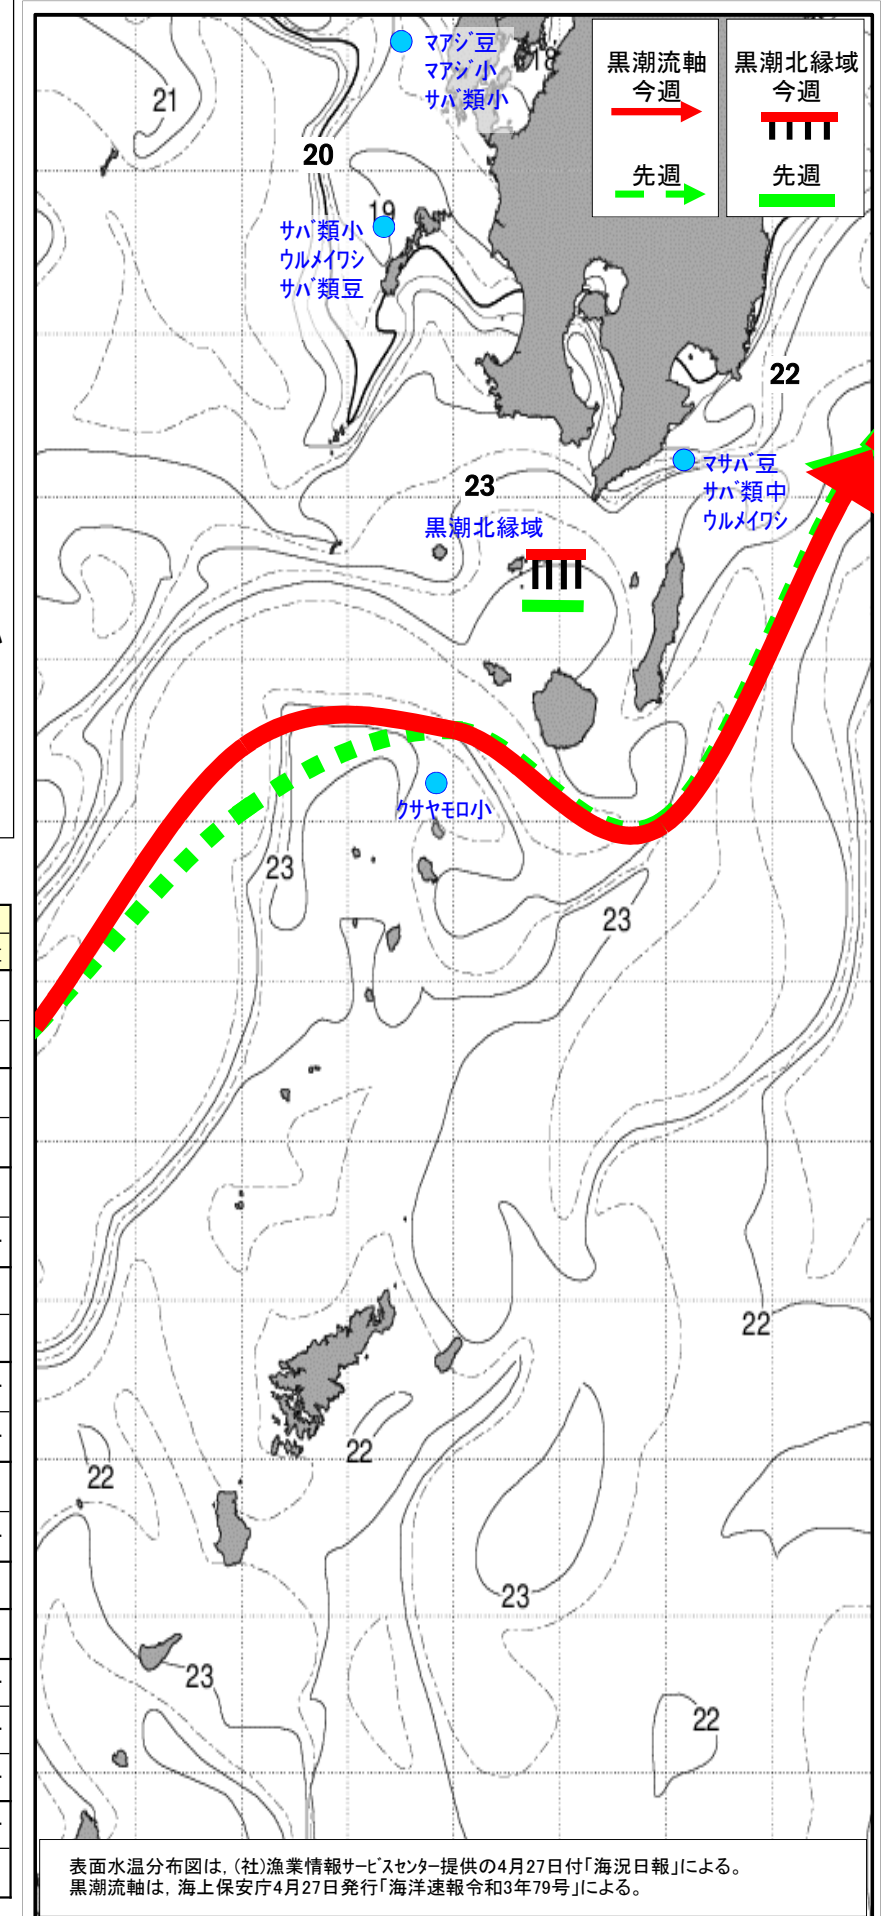 黒潮流軸
今週
先週
黒潮北縁域
今週
先週
マアジ豆
マアジ小
サバ類小
18
21
20
19
サバ類小
ウルメイワシ
サバ類豆
22
23
黒潮北縁域
マサバ豆
サバ類中
ウルメイワシ
クサヤモロ小
23
23
22
22
22
23
23
22
表面水温分布図は，(社)漁業情報サービスセンター提供の4月27日付「海況日報」による。
黒潮流軸は，海上保安庁4月27日発行「海洋速報令和3年79号」による。